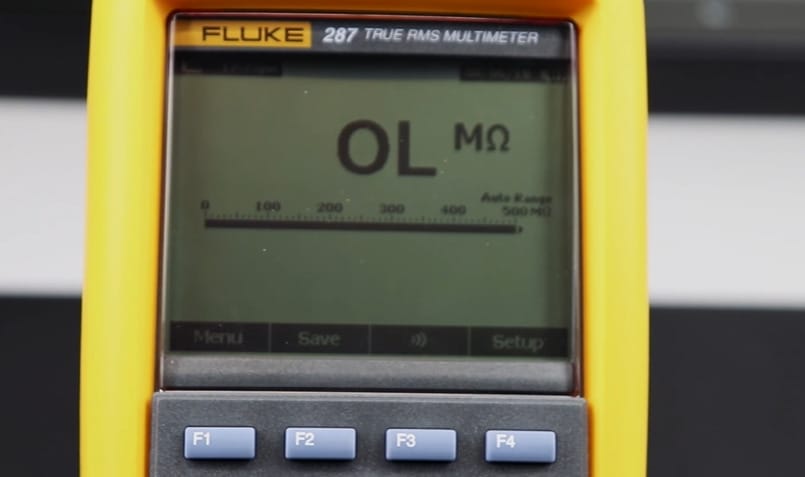 FLUKE 287 TRUE RMS MULTIMETER
OL MΩ
Auto Range
0 100 200 300 400 500 MΩ
Menu Save Setup
F1 F2 F3 F4